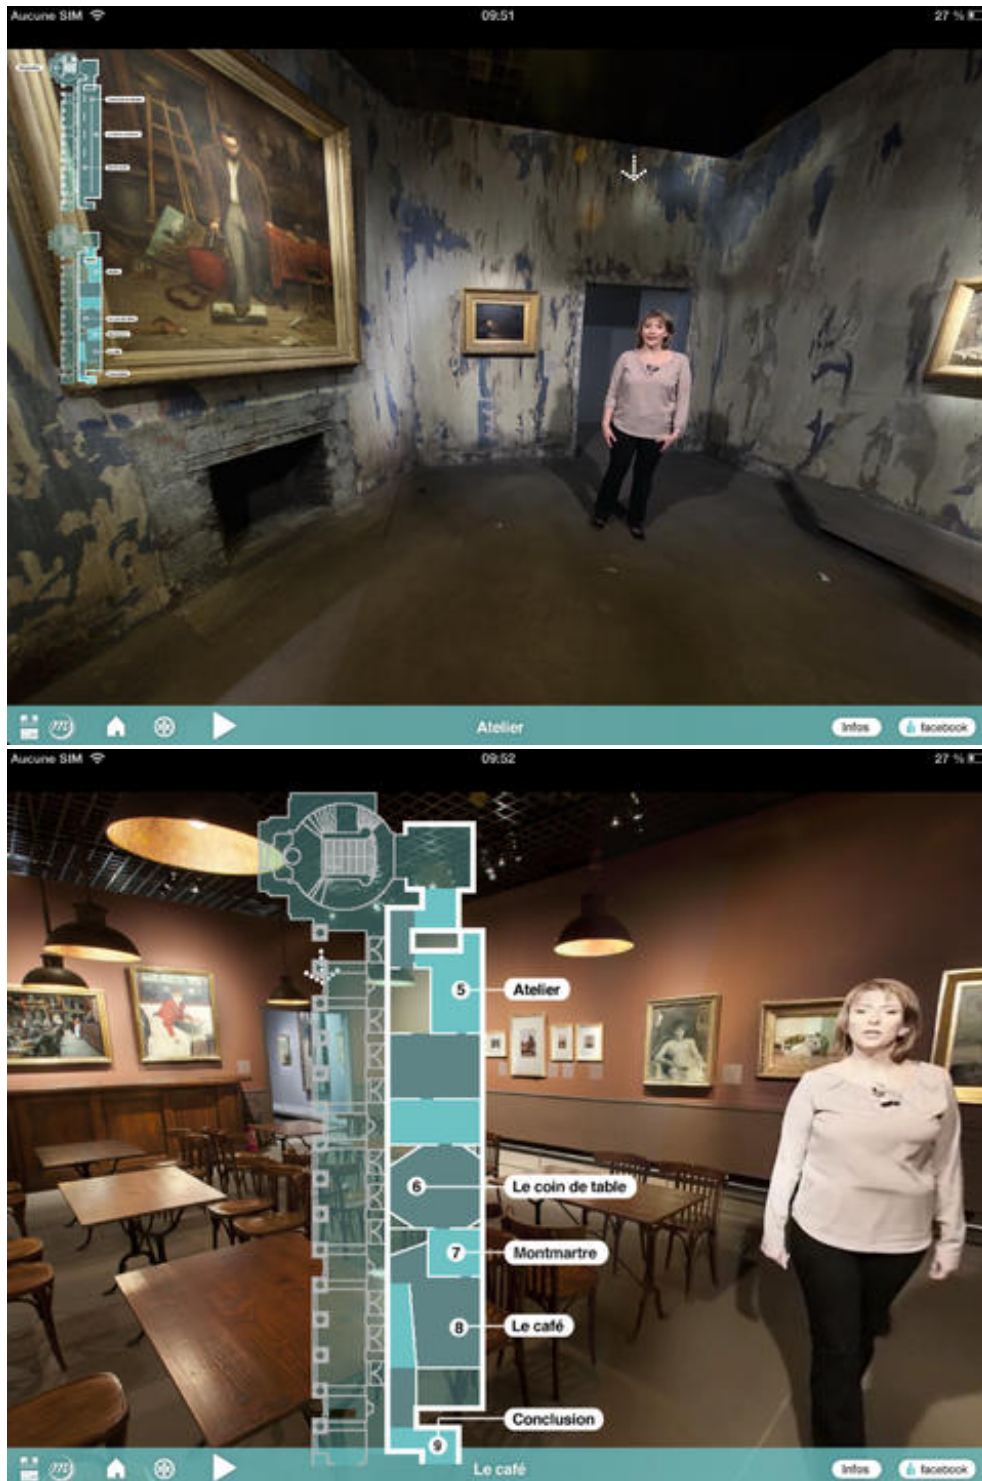 Aucune SIM
09:51
27 %
m
Atelier
Infos
facebook
Aucune SIM
09:52
27 %
5 Atelier
6 Le coin de table
7 Montmartre
8 Le café
Conclusion
9
m
Le café
Infos
facebook